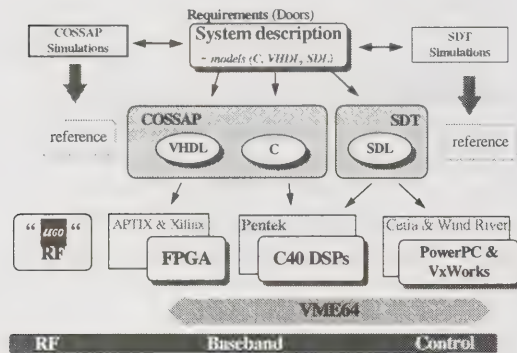 Requirements (Doors)
COSSAP
Simulations
System description
- models (C, VHDL, SDL)
SDT
Simulations
reference
COSSAP
SDT
reference
VHDL
C
SDL
“ LEGO “
RF
APTIX & Xilinx
FPGA
Pentek
C40 DSPs
Cetia & Wind River
PowerPC &
VxWorks
VME64
RF
Baseband
Control